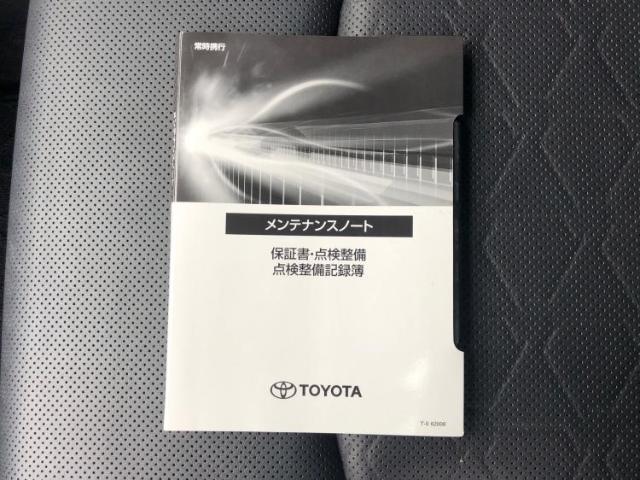 常時携行
メンテナンスノート
保証書・点検整備
点検整備記録簿
TOYOTA